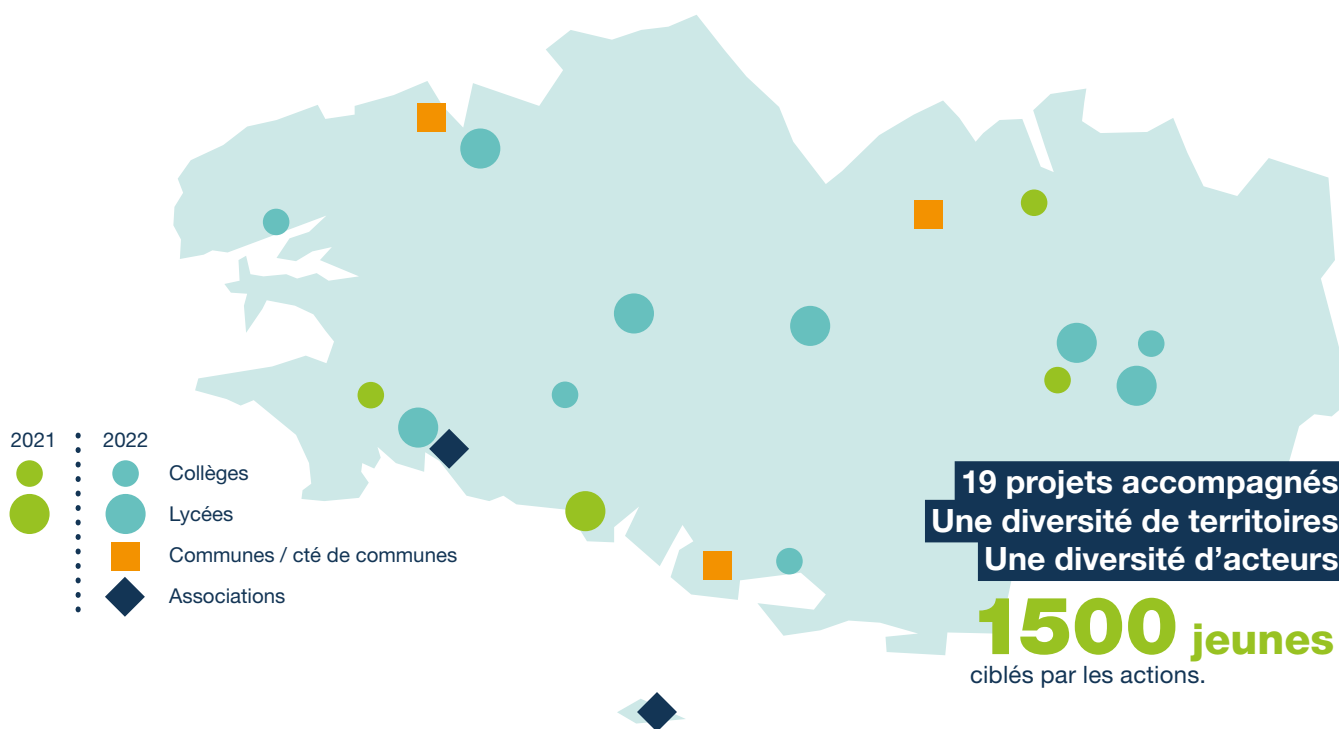 2021 2022
Collèges
Lycées
Communes / cté de communes
Associations
19 projets accompagnés
Une diversité de territoires
Une diversité d’acteurs
1500 jeunes
ciblés par les actions.